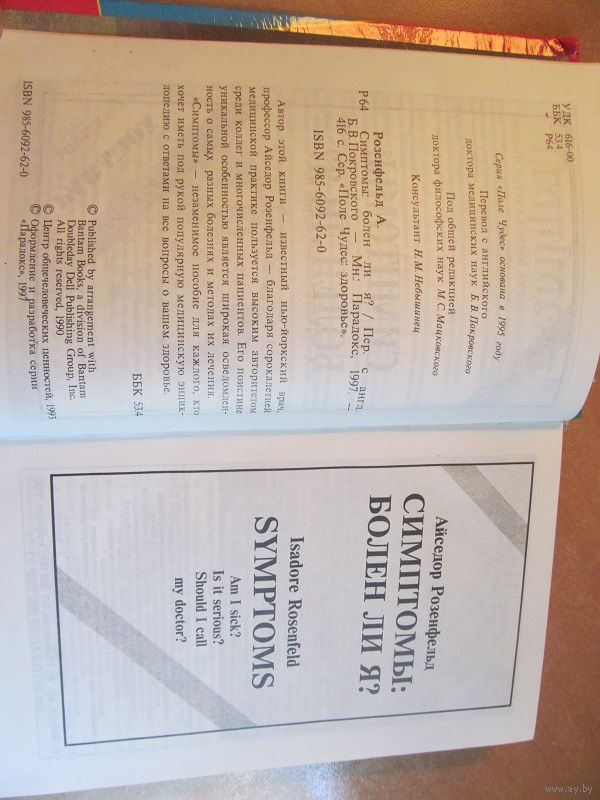 УДК 616-00
ББК 53.4
Р64
Серия «Поле Чудес» основана в 1995 году
Перевод с английского
доктора медицинских наук Б. В. Покровского
Под общей редакцией
доктора философских наук М. С. Мацковского
Консультант Н. М. Небышинец
Розенфельд А.
Р64 Симптомы: болен ли я? / Пер. с англ.
Б. В. Покровского — Мн.: Парадокс, 1997. —
416 с. Сер. «Поле Чудес: здоровье».
ISBN 985-6092-62-0
Автор этой книги — известный нью-йоркский врач,
профессор Айседор Розенфельд — благодаря сорокалетней
медицинской практике пользуется высоким авторитетом
среди коллег и многочисленных пациентов. Его поистине
уникальной особенностью является широкая осведомлен-
ность о самых разных болезнях и методах их лечения.
«Симптомы» — незаменимое пособие для каждого, кто
хочет иметь под рукой популярную медицинскую энцик-
лопедию с ответами на все вопросы о вашем здоровье.
ББК 53.4
© Published by arrangement with
Bantam Books, a division of Bantam
Doubleday Dell Publishing Group, Inc.
All rights reserved, 1990
© Центр общечеловеческих ценностей, 1995
© Оформление и разработка серии
«Парадокс», 1997
ISBN 985-6092-62-0
Айседор Розенфельд
СИМПТОМЫ:
БОЛЕН ЛИ Я?
Isadore Rosenfeld
SYMPTOMS
Am I sick?
Is it serious?
Should I call
my doctor?
www.ay.by